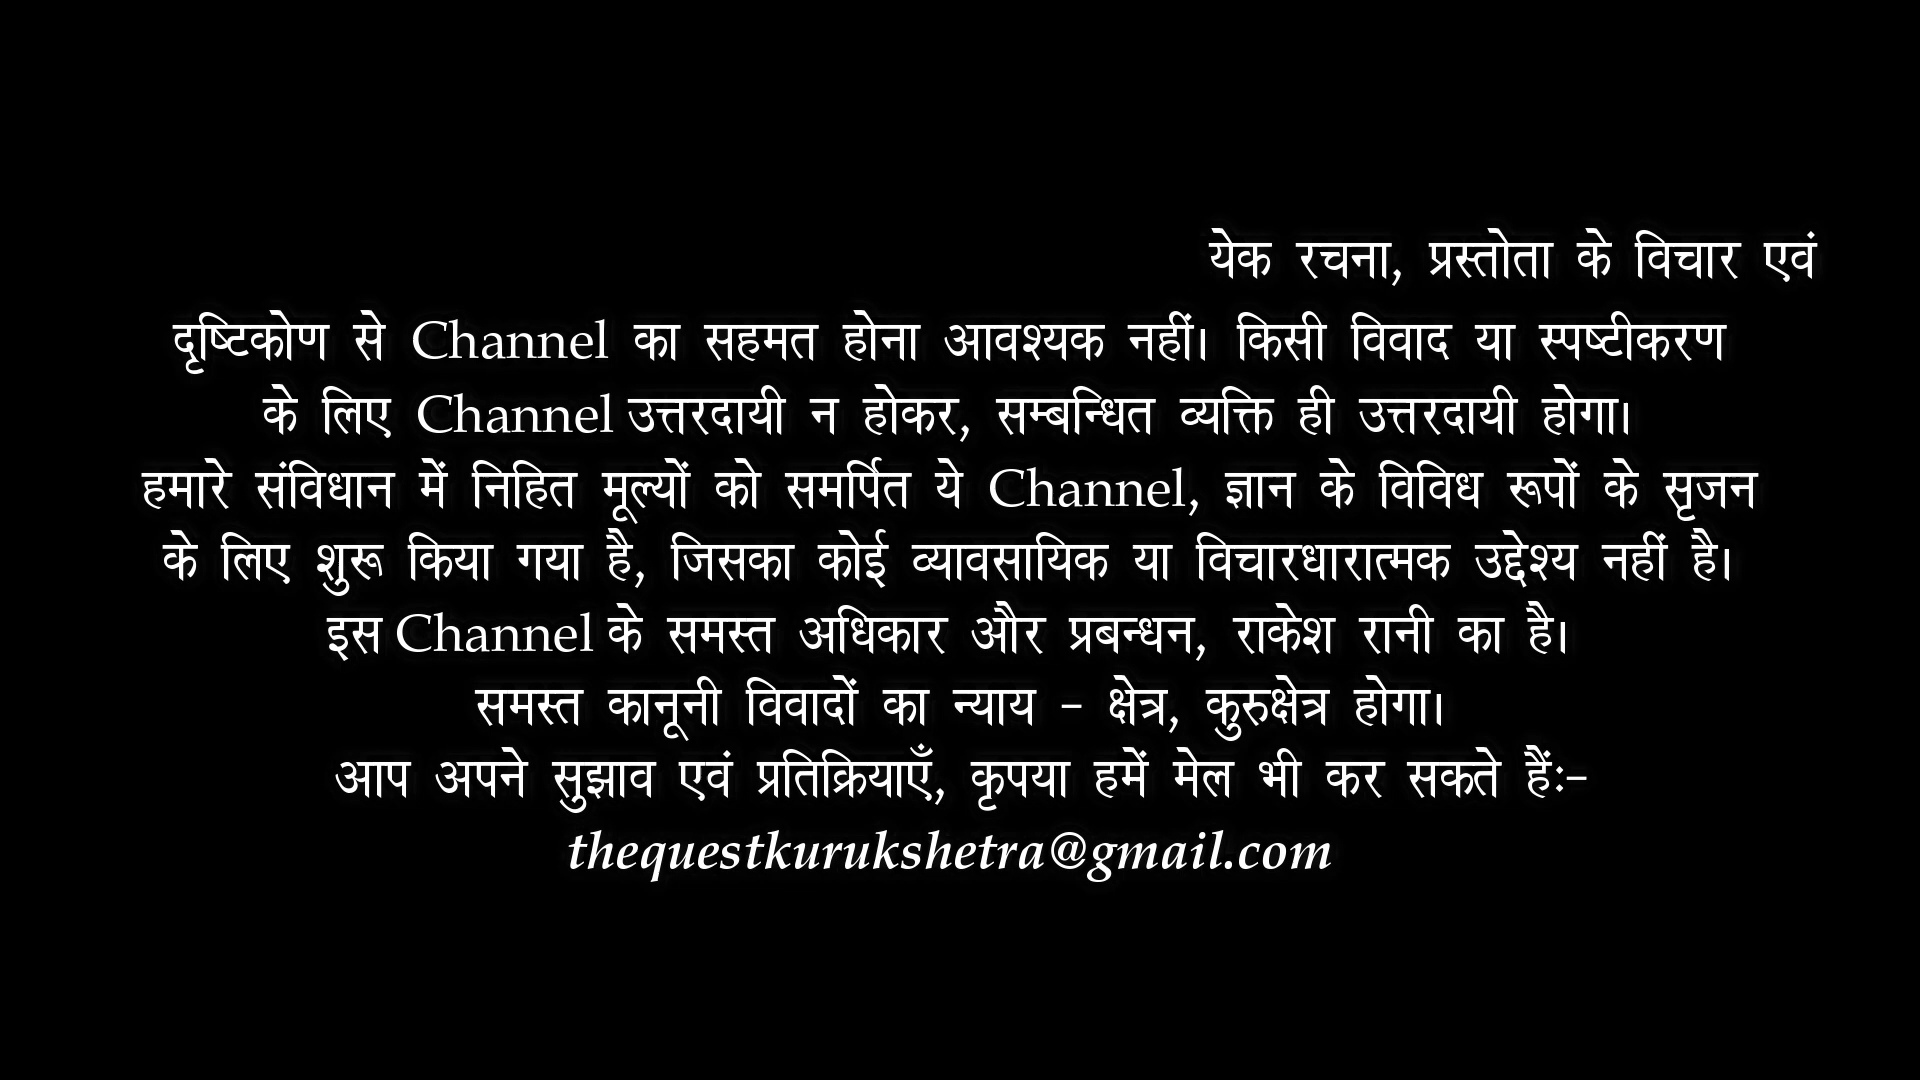 येक रचना, प्रस्तोता के विचार एवं
दृष्टिकोण से Channel का सहमत होना आवश्यक नहीं। किसी विवाद या स्पष्टीकरण
के लिए Channel उत्तरदायी न होकर, सम्बन्धित व्यक्ति ही उत्तरदायी होगा।
हमारे संविधान में निहित मूल्यों को समर्पित ये Channel, ज्ञान के विविध रूपों के सृजन
के लिए शुरू किया गया है, जिसका कोई व्यावसायिक या विचारधारात्मक उद्देश्य नहीं है।
इस Channel के समस्त अधिकार और प्रबन्धन, राकेश रानी का है।
समस्त कानूनी विवादों का न्याय - क्षेत्र, कुरुक्षेत्र होगा।
आप अपने सुझाव एवं प्रतिक्रियाएँ, कृपया हमें मेल भी कर सकते हैंः-
thequestkurukshetra@gmail.com